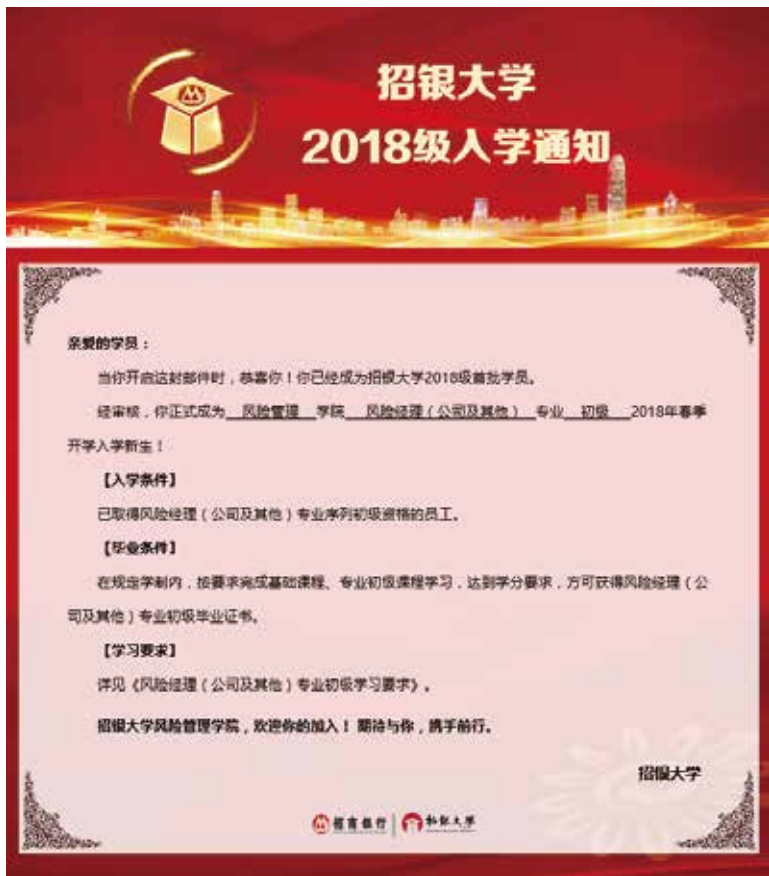 招银大学
2018级入学通知
亲爱的学员：
当你开启这封邮件时，恭喜你！你已经成为招银大学2018级首批学员。
经审核，你正式成为 风险管理 学院 风险经理（公司及其他） 专业 初级 2018年春季
开学入学新生！
【入学条件】
已取得风险经理（公司及其他）专业序列初级资格的员工。
【毕业条件】
在规定学制内，按要求完成基础课程、专业初级课程学习，达到学分要求，方可获得风险经理（公
司及其他）专业初级毕业证书。
【学习要求】
详见《风险经理（公司及其他）专业初级学习要求》。
招银大学风险管理学院，欢迎你的加入！期待与你，携手前行。
招银大学
招商银行 招银大学